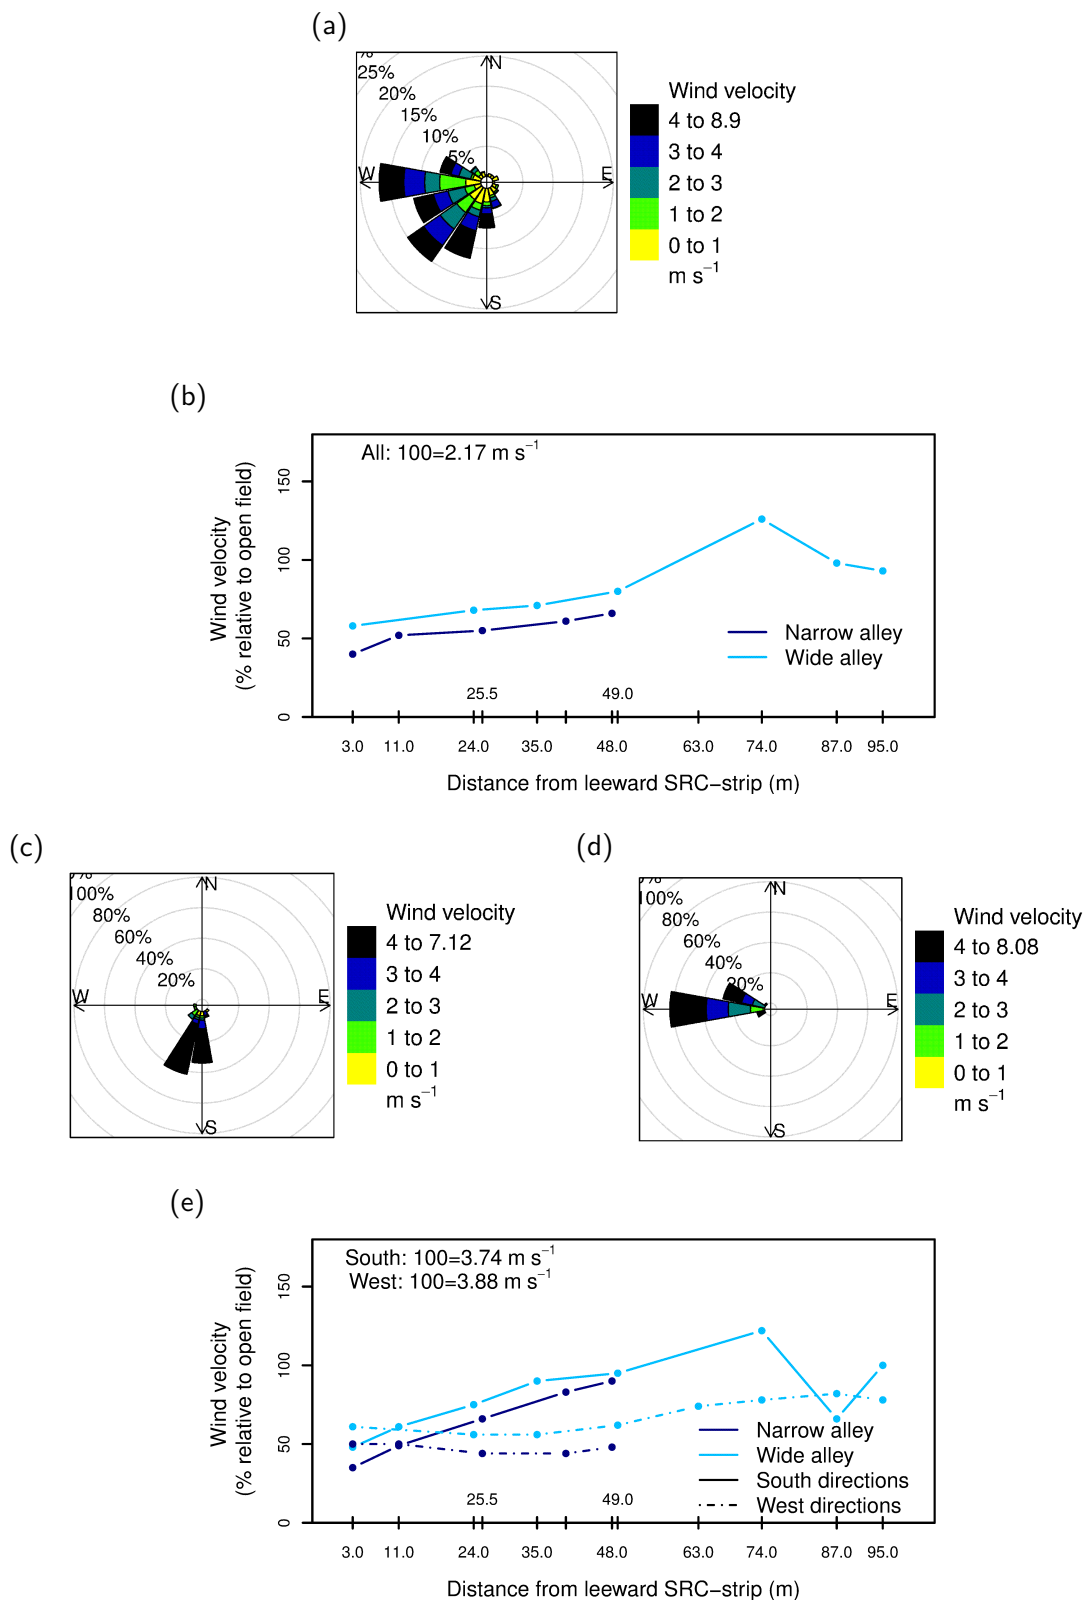 (a)
%
25%
20%
15%
10%
5%
N
W
E
S
Wind velocity
4 to 8.9
3 to 4
2 to 3
1 to 2
0 to 1
m s−1
(b)
All: 100=2.17 m s−1
Wind velocity
(% relative to open field)
0
50
100
150
Narrow alley
Wide alley
25.5
49.0
3.0
11.0
24.0
35.0
48.0
63.0
74.0
87.0
95.0
Distance from leeward SRC−strip (m)
(c)
%
100%
80%
60%
40%
20%
N
W
E
S
Wind velocity
4 to 7.12
3 to 4
2 to 3
1 to 2
0 to 1
m s−1
(d)
%
100%
80%
60%
40%
20%
N
W
E
S
Wind velocity
4 to 8.08
3 to 4
2 to 3
1 to 2
0 to 1
m s−1
(e)
South: 100=3.74 m s−1
West: 100=3.88 m s−1
Wind velocity
(% relative to open field)
0
50
100
150
Narrow alley
Wide alley
South directions
West directions
25.5
49.0
3.0
11.0
24.0
35.0
48.0
63.0
74.0
87.0
95.0
Distance from leeward SRC−strip (m)